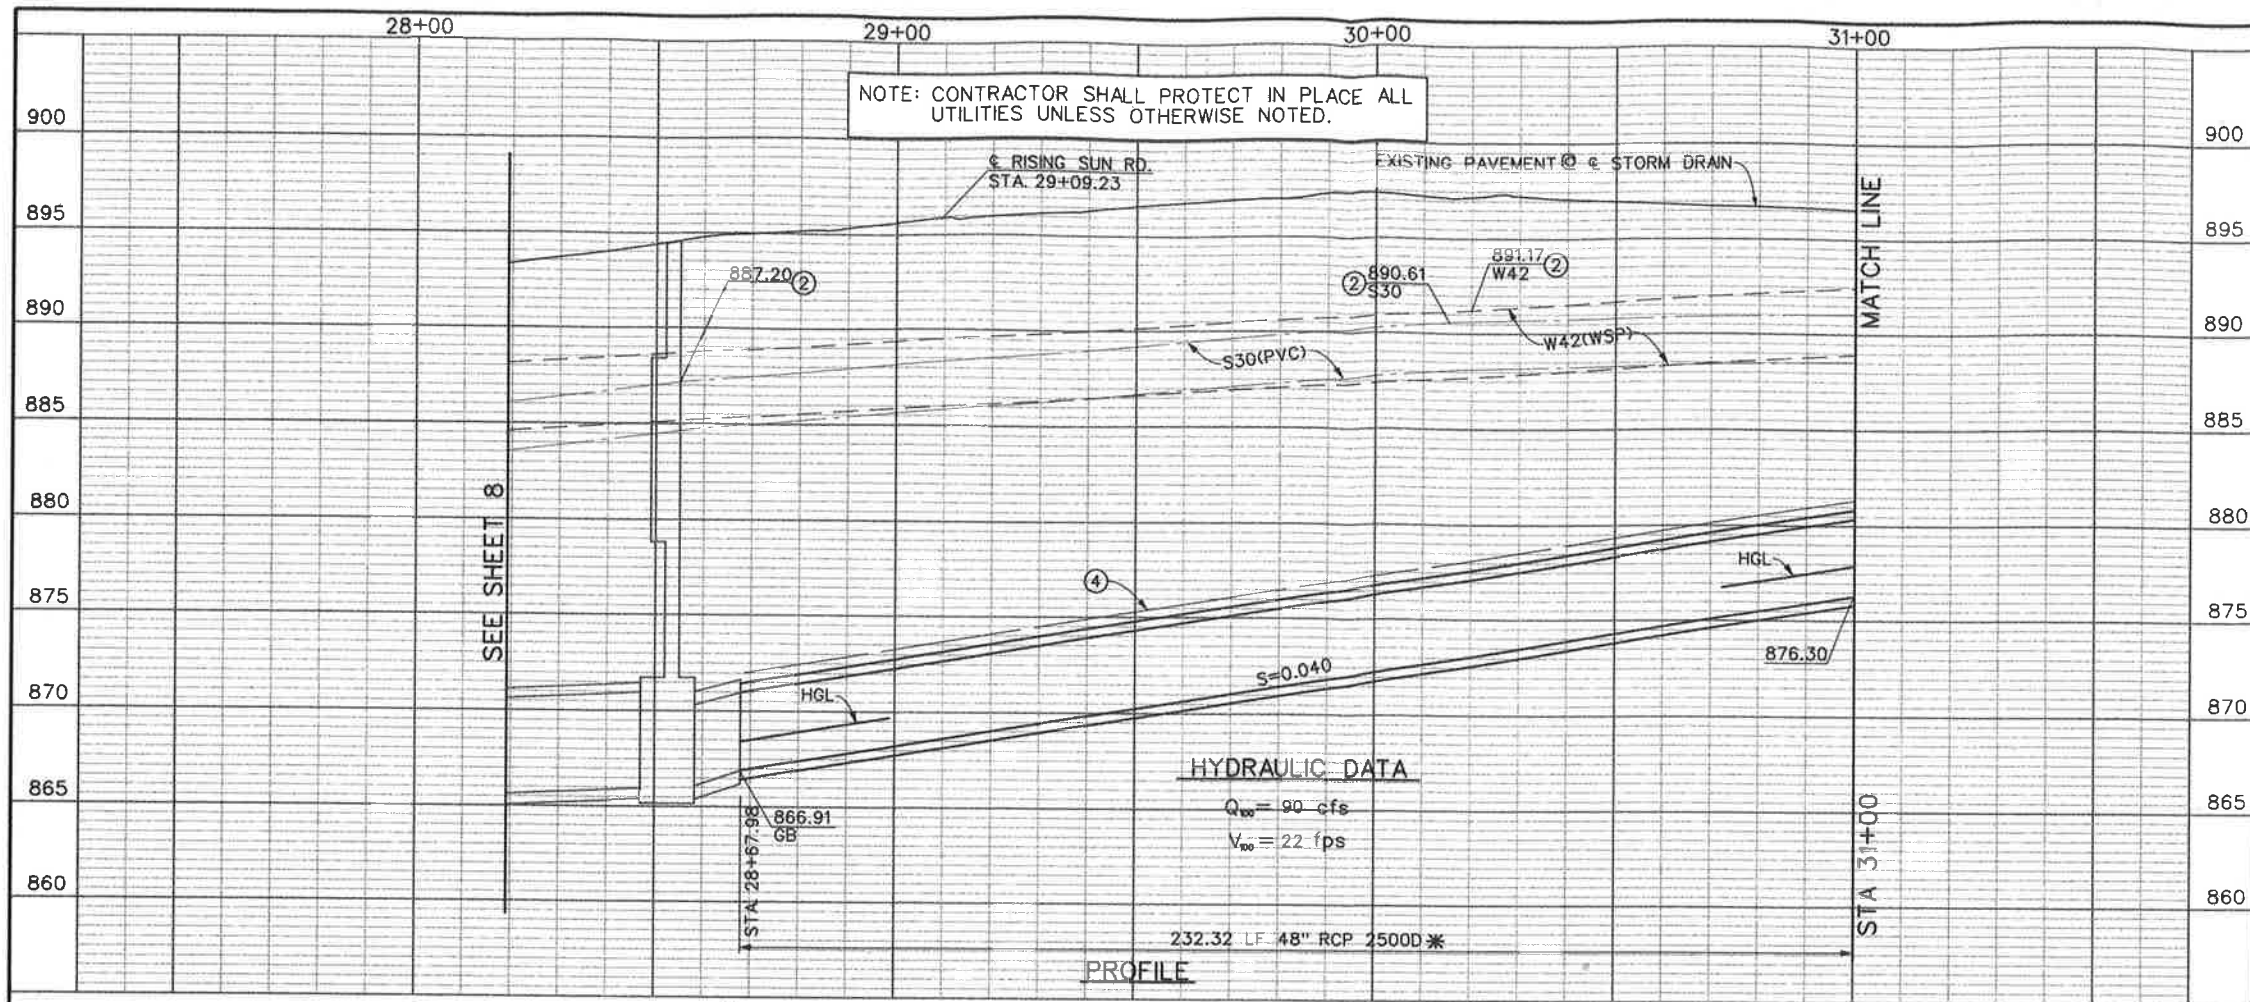 28+00
29+00
30+00
31+00
NOTE: CONTRACTOR SHALL PROTECT IN PLACE ALL
UTILITIES UNLESS OTHERWISE NOTED.
900
900
℄ RISING SUN RD.
STA. 29+09.23
EXISTING PAVEMENT @ ℄ STORM DRAIN
895
895
887.20 ②
② 890.61
S30
891.17 ②
W42
MATCH LINE
890
890
S30(PVC)
W42(WSP)
885
885
880
880
SEE SHEET 8
HGL
④
875
875
876.30
S=0.040
870
870
HGL
HYDRAULIC DATA
Q₁₀₀= 90 cfs
V₁₀₀= 22 fps
865
865
866.91
GB
STA 28+67.98
STA 31+00
860
860
232.32 LF 48" RCP 2500D*
PROFILE